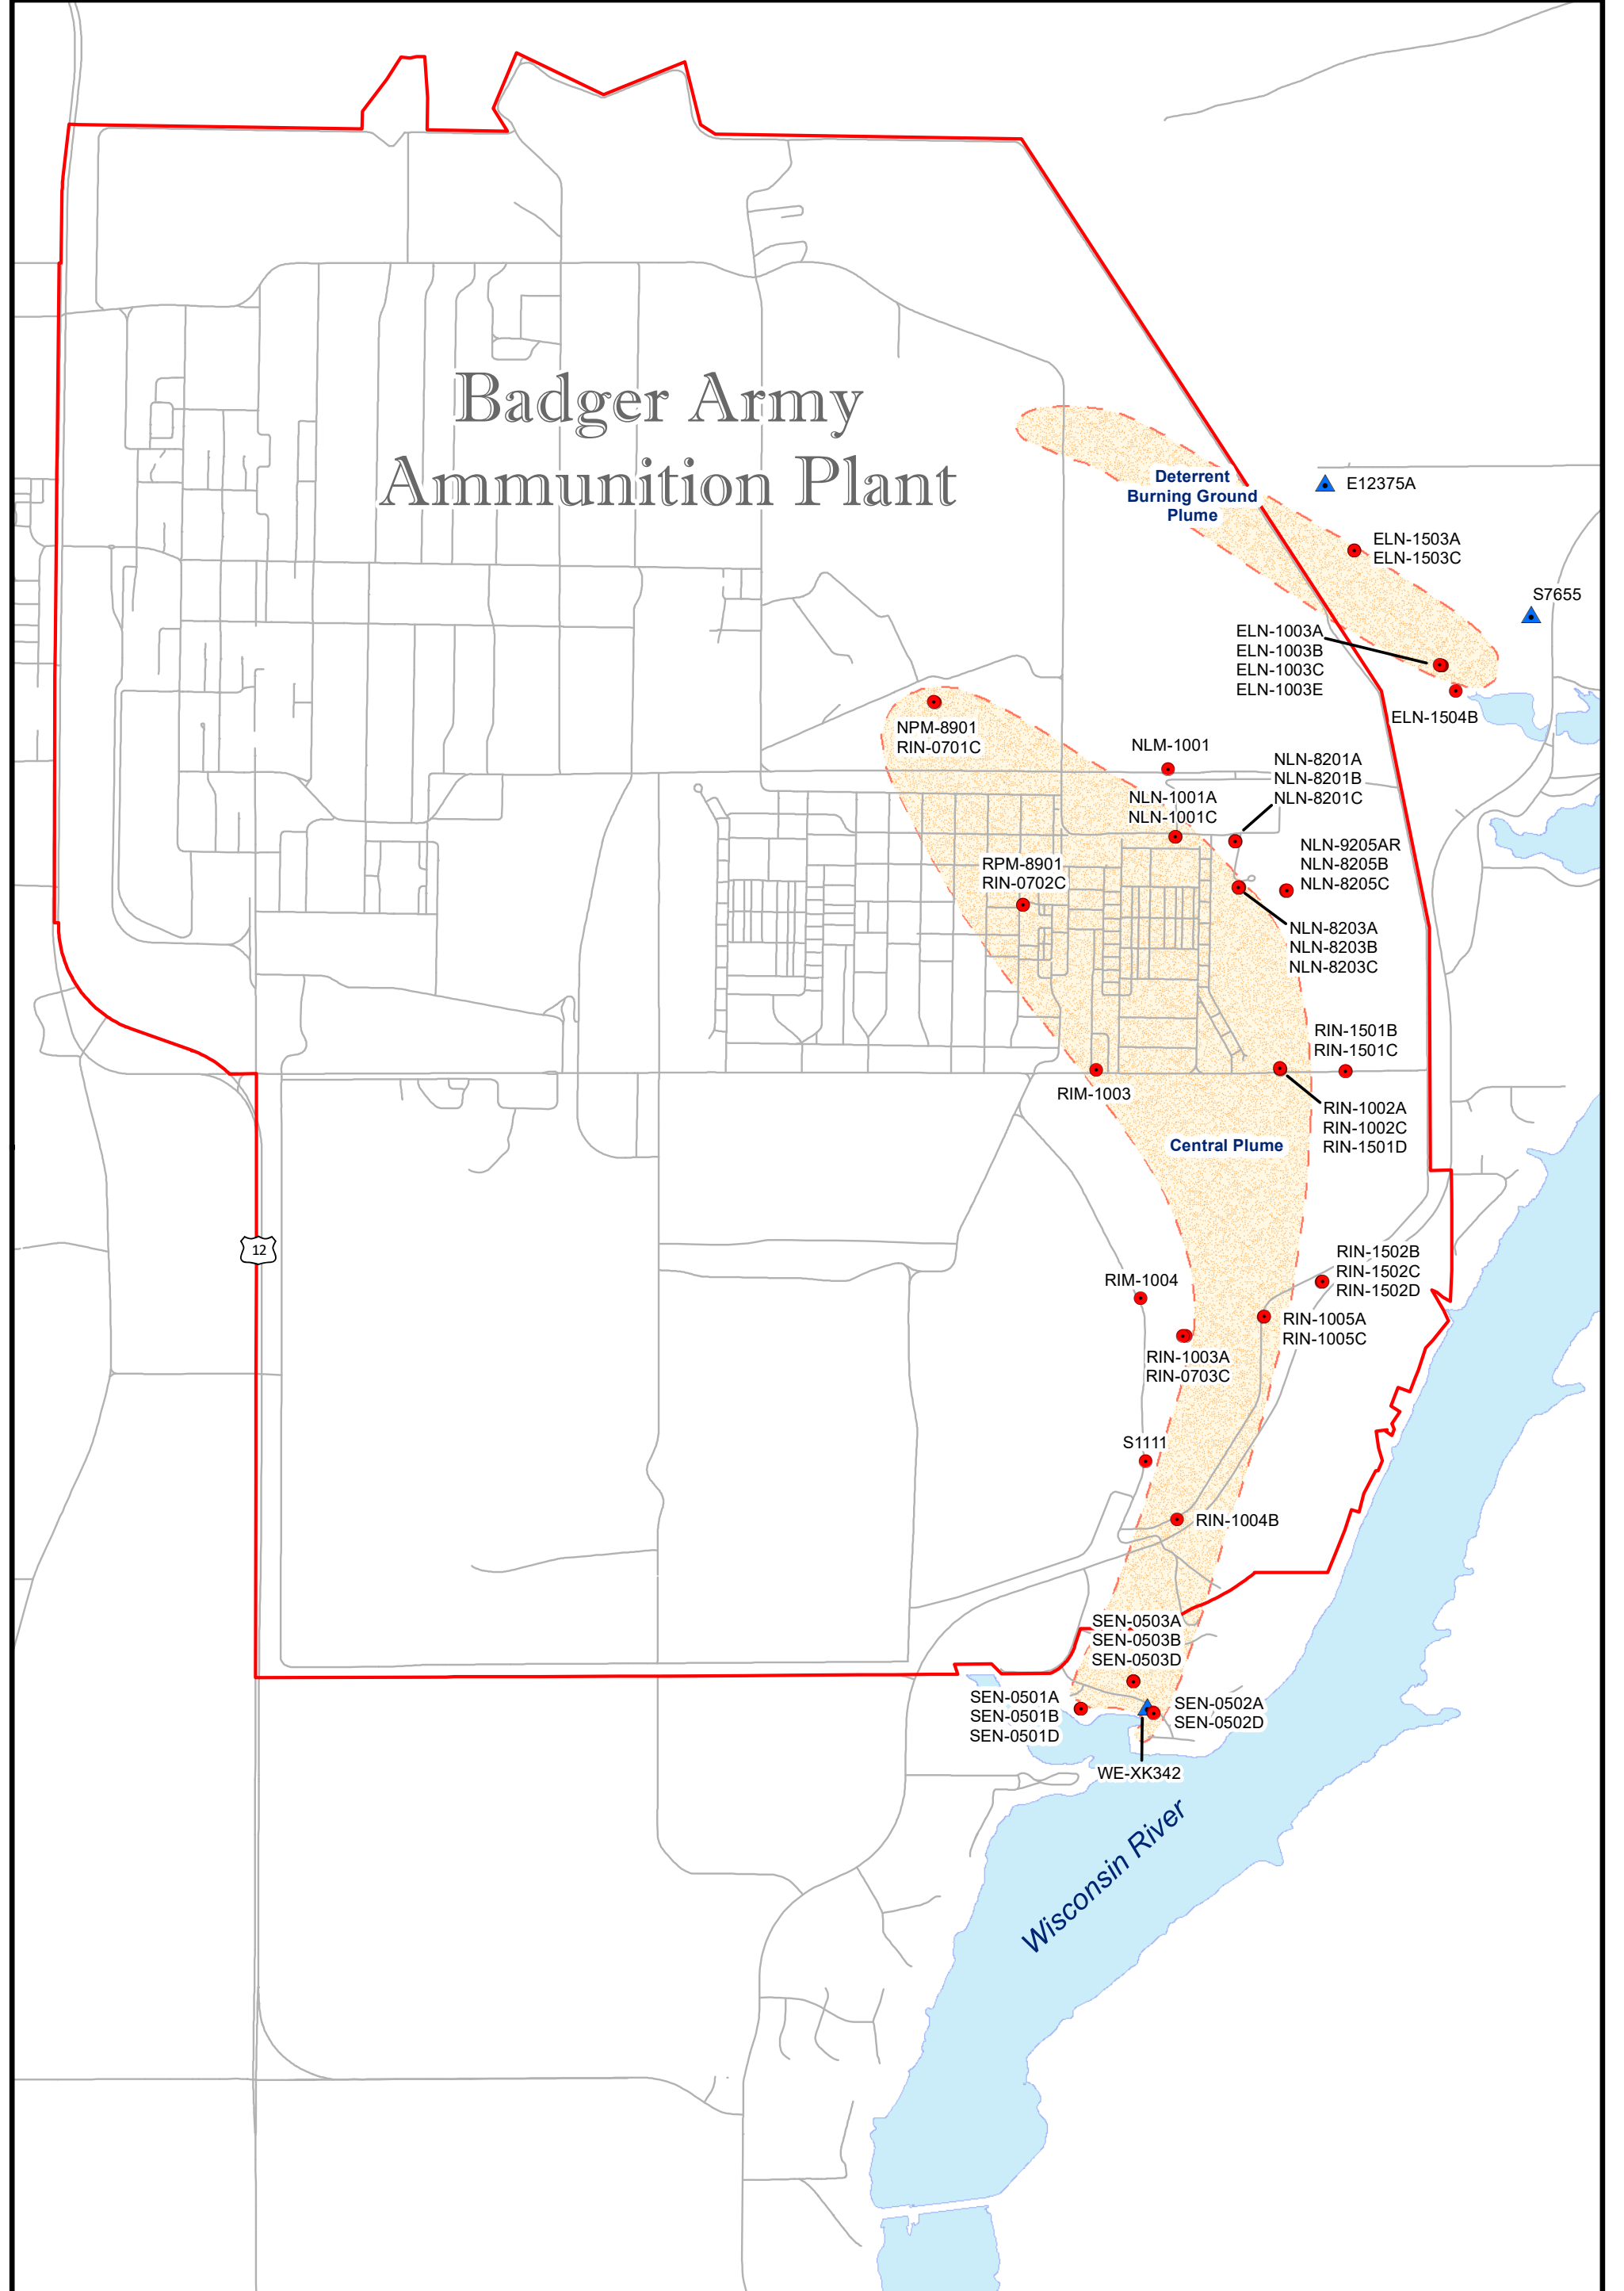 Badger Army
Ammunition Plant
Deterrent
Burning Ground
Plume
E12375A
ELN-1503A
ELN-1503C
S7655
ELN-1003A
ELN-1003B
ELN-1003C
ELN-1003E
ELN-1504B
NPM-8901
RIN-0701C
NLM-1001
NLN-8201A
NLN-8201B
NLN-8201C
NLN-1001A
NLN-1001C
NLN-9205AR
NLN-8205B
NLN-8205C
RPM-8901
RIN-0702C
NLN-8203A
NLN-8203B
NLN-8203C
RIN-1501B
RIN-1501C
RIM-1003
RIN-1002A
RIN-1002C
RIN-1501D
Central Plume
12
RIN-1502B
RIN-1502C
RIN-1502D
RIM-1004
RIN-1005A
RIN-1005C
RIN-1003A
RIN-0703C
S1111
RIN-1004B
SEN-0503A
SEN-0503B
SEN-0503D
SEN-0501A
SEN-0501B
SEN-0501D
SEN-0502A
SEN-0502D
WE-XK342
Wisconsin River